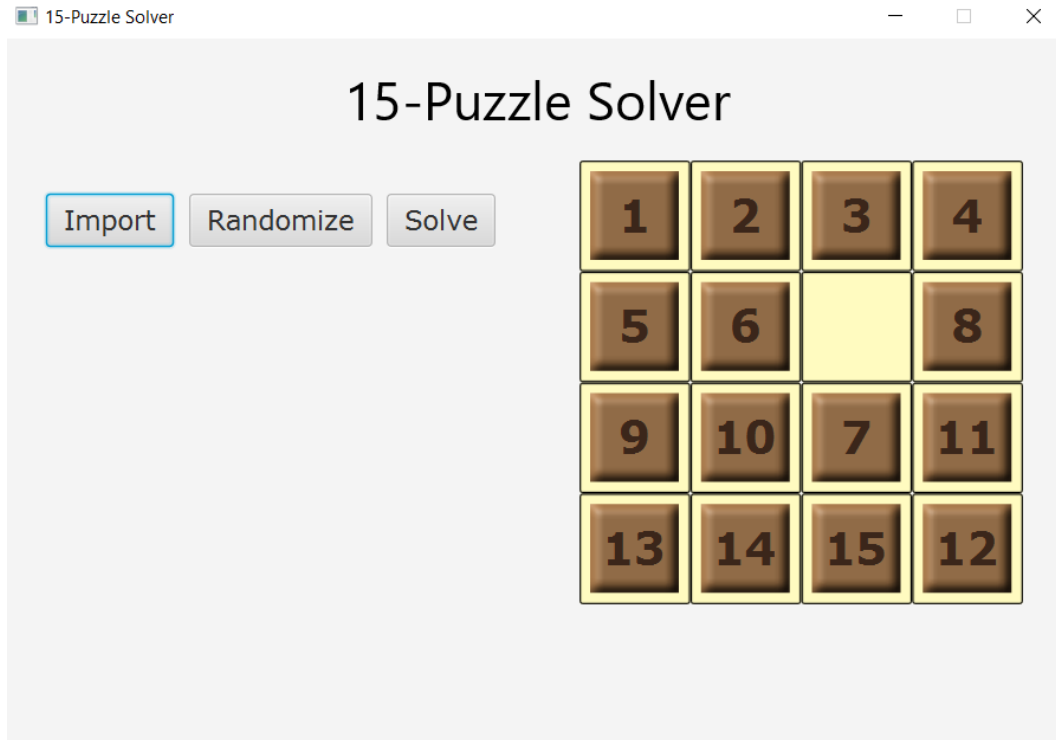 15-Puzzle Solver
15-Puzzle Solver
Import Randomize Solve
1 2 3 4
5 6 8
9 10 7 11
13 14 15 12